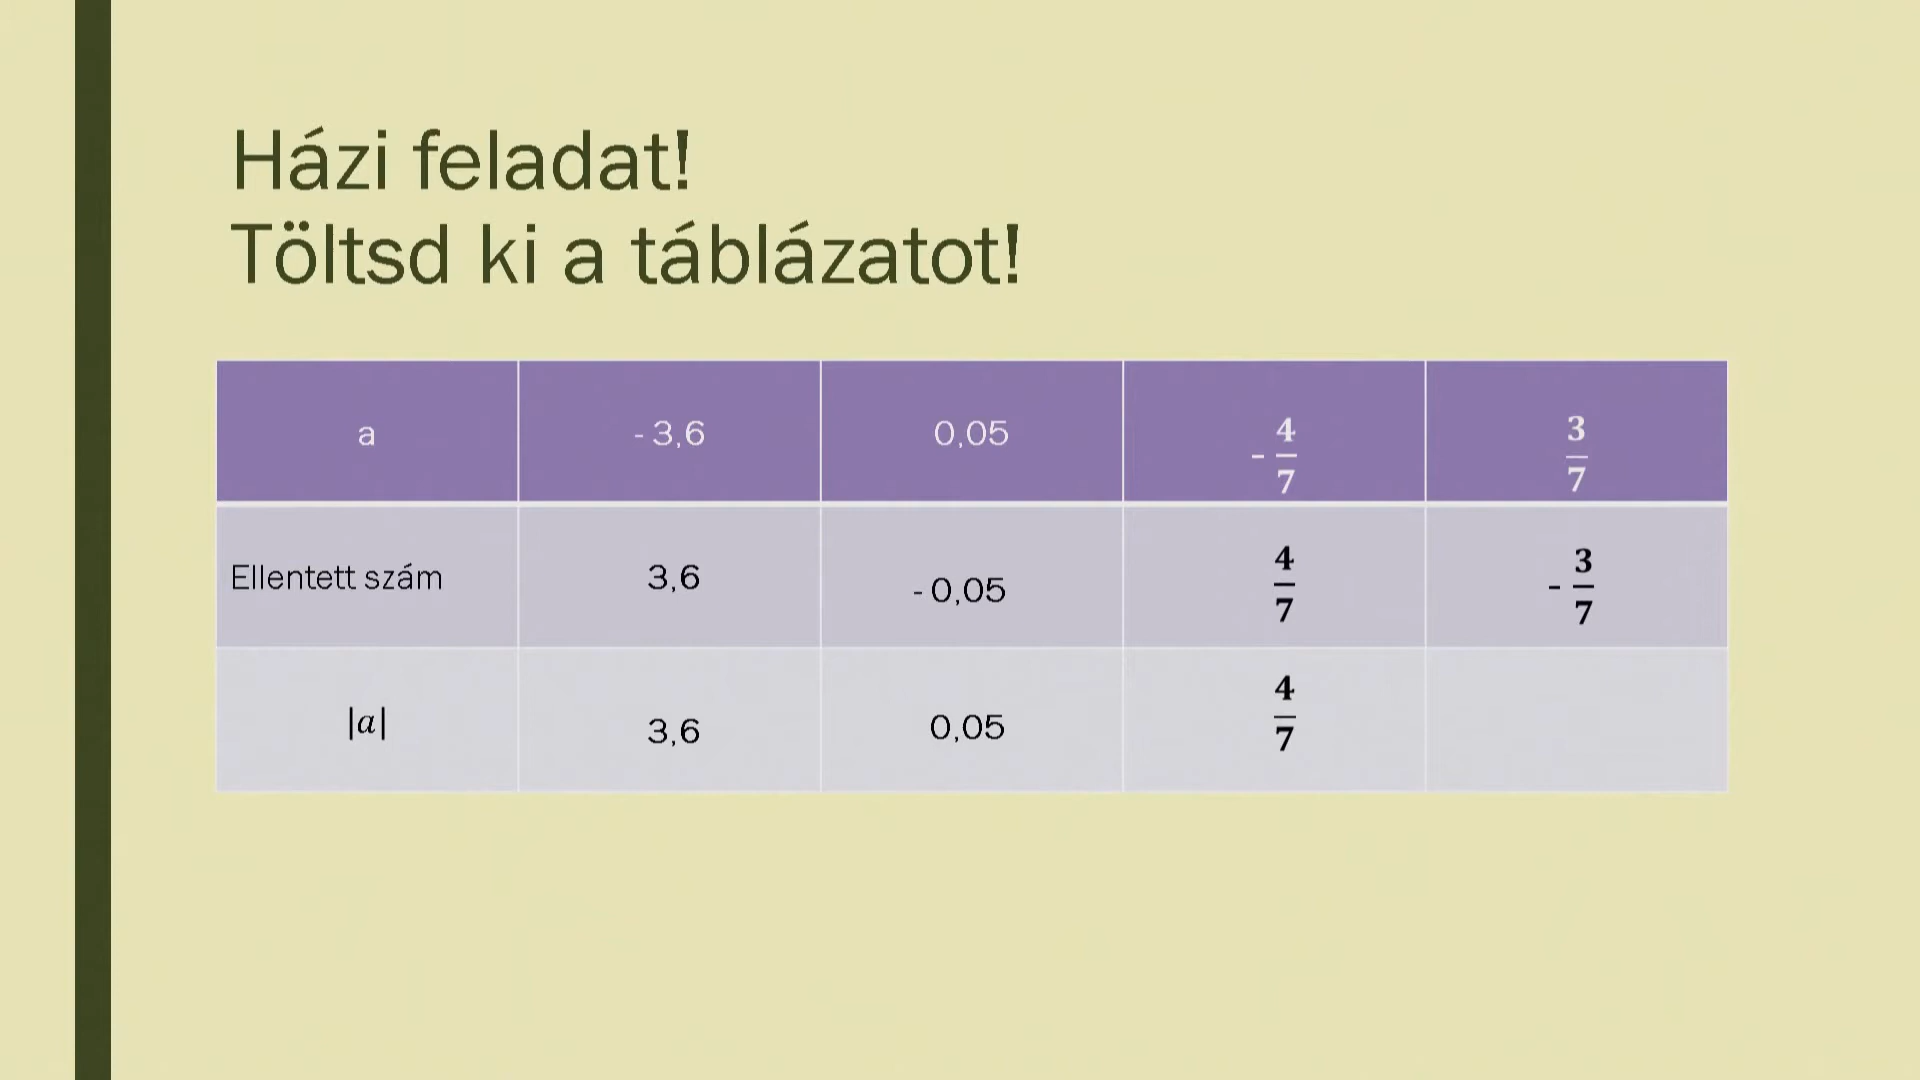 Házi feladat!
Töltsd ki a táblázatot!
a - 3,6 0,05 - 4/7 3/7
Ellentett szám 3,6 - 0,05 4/7 - 3/7
|a| 3,6 0,05 4/7